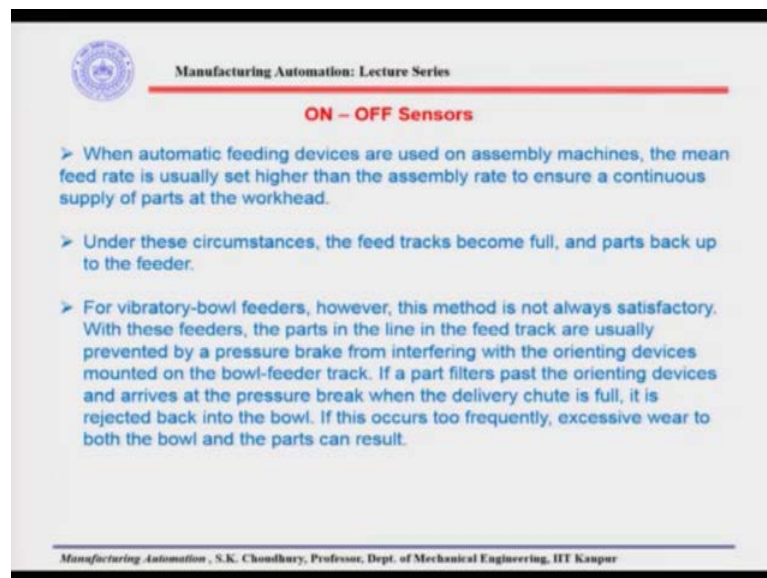 Manufacturing Automation: Lecture Series
ON – OFF Sensors
➢ When automatic feeding devices are used on assembly machines, the mean
feed rate is usually set higher than the assembly rate to ensure a continuous
supply of parts at the workhead.
➢ Under these circumstances, the feed tracks become full, and parts back up
to the feeder.
➢ For vibratory-bowl feeders, however, this method is not always satisfactory.
With these feeders, the parts in the line in the feed track are usually
prevented by a pressure brake from interfering with the orienting devices
mounted on the bowl-feeder track. If a part filters past the orienting devices
and arrives at the pressure break when the delivery chute is full, it is
rejected back into the bowl. If this occurs too frequently, excessive wear to
both the bowl and the parts can result.
Manufacturing Automation , S.K. Choudhury, Professor, Dept. of Mechanical Engineering, IIT Kanpur